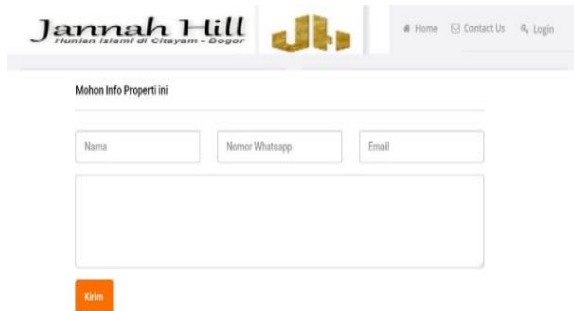 Jannah Hill
Hunian Islami di Citayam - Bogor
Home Contact Us Login
Mohon Info Properti ini
Nama Nomor Whatsapp Email
Kirim